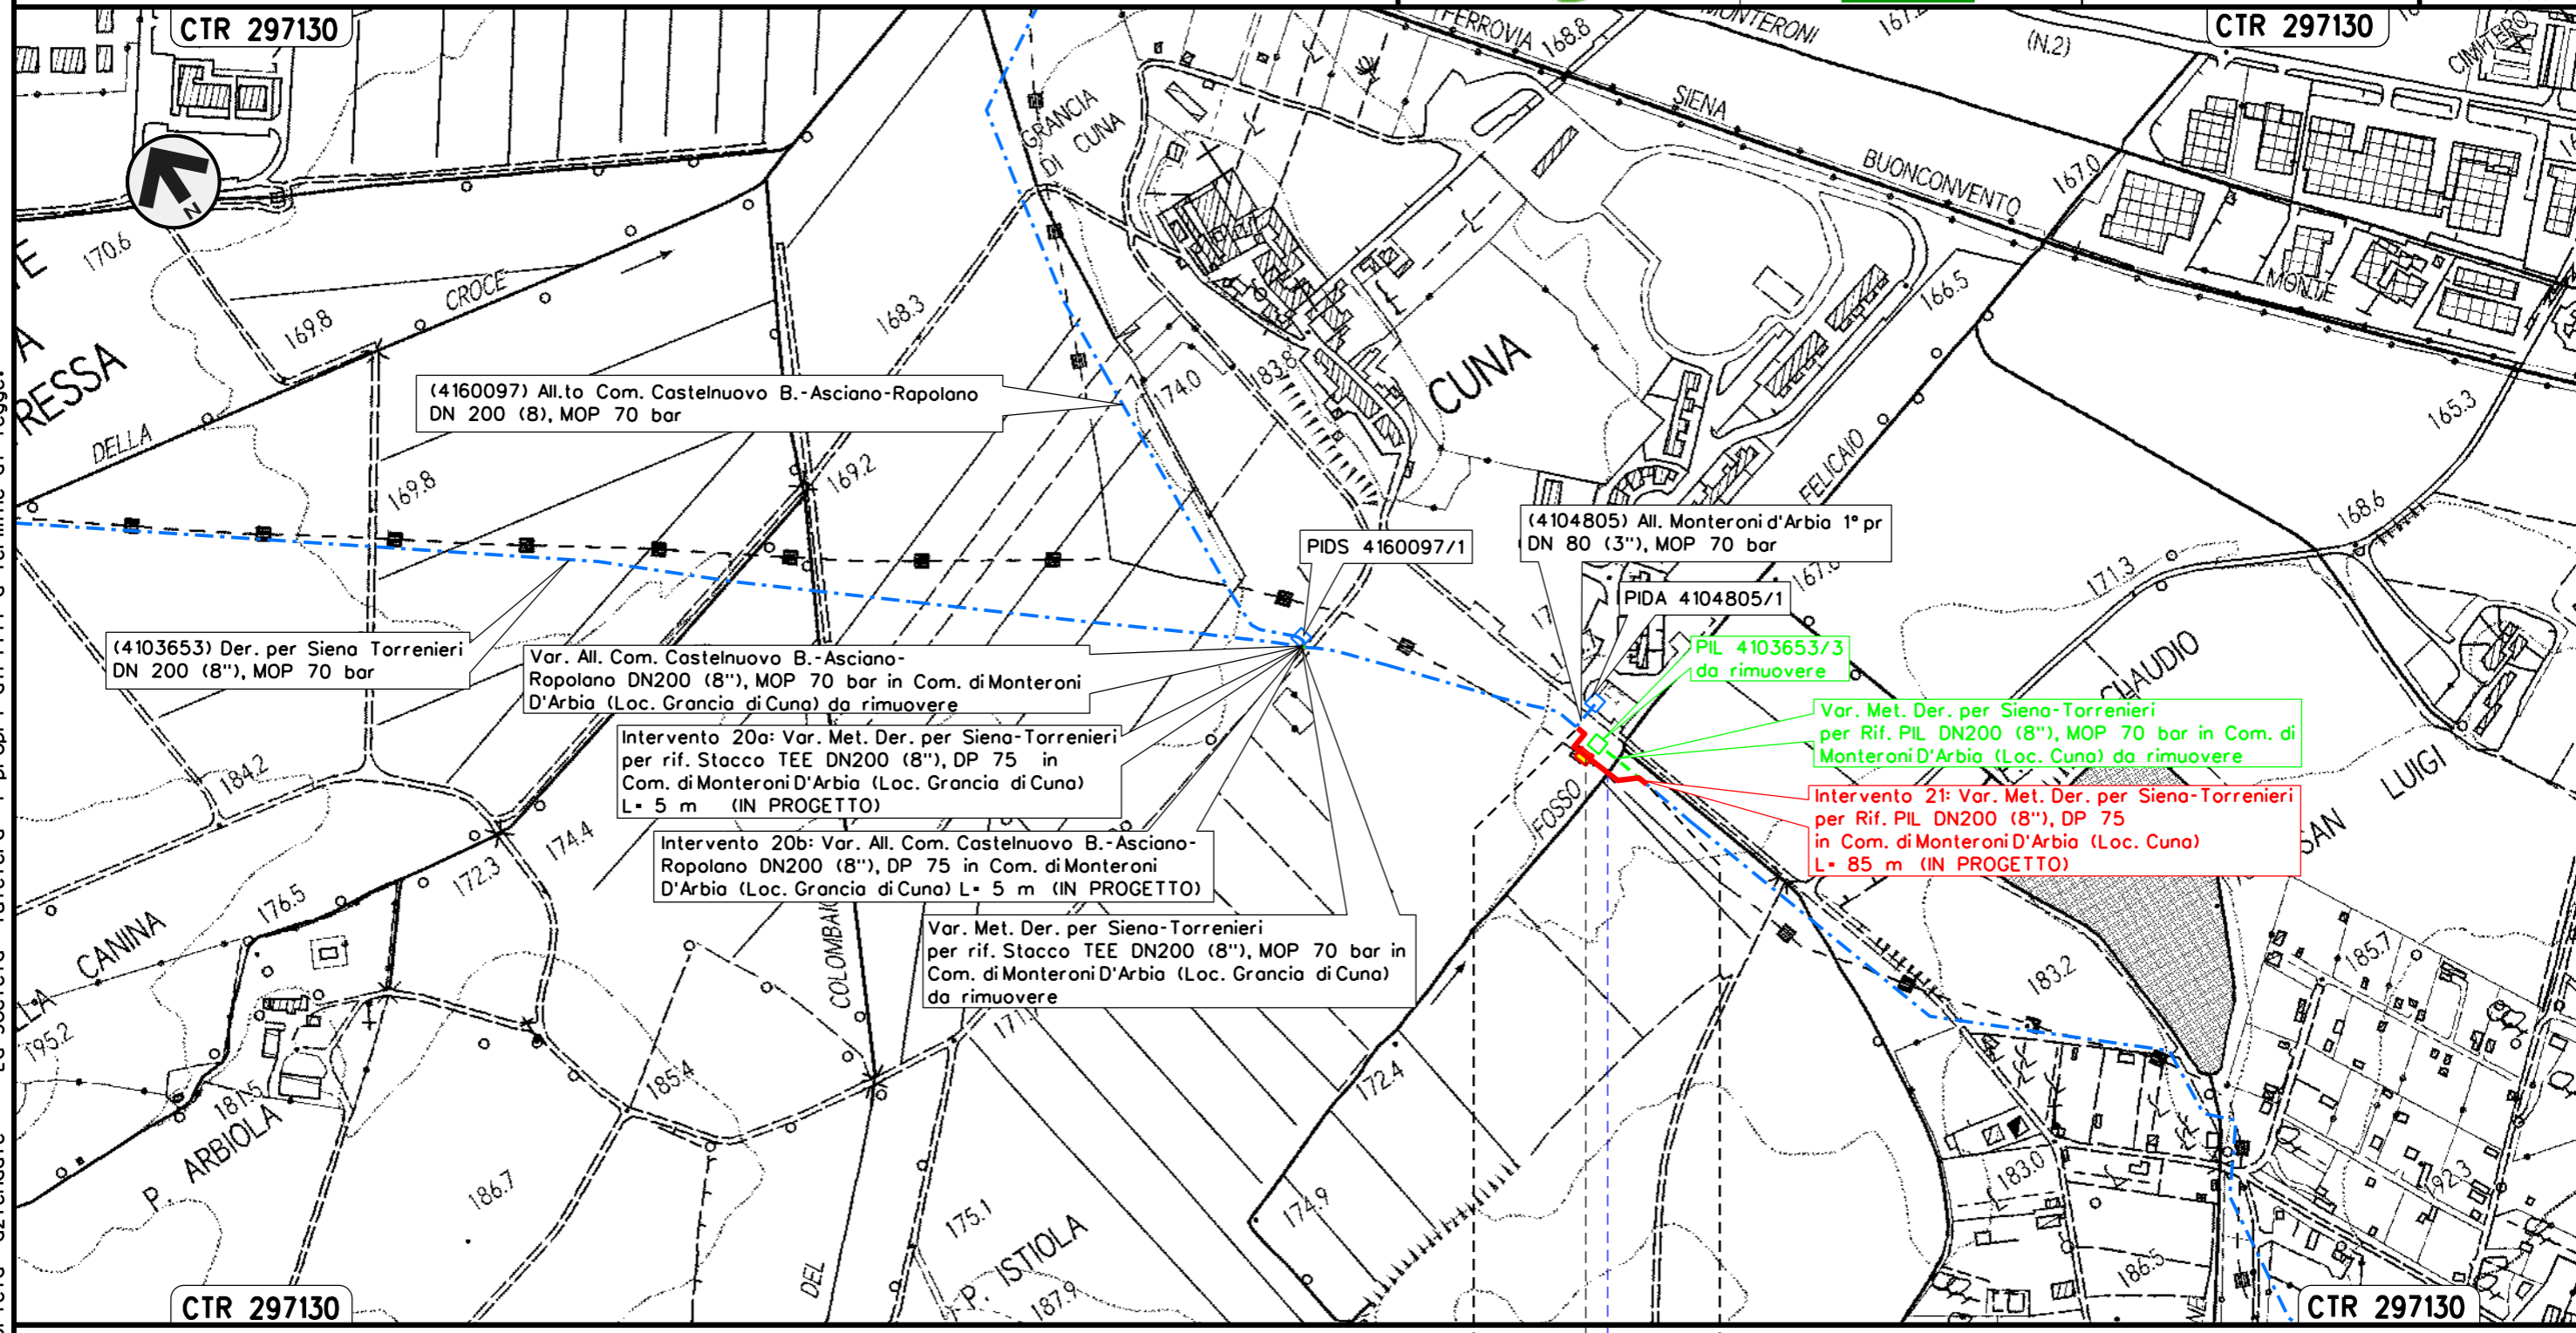 CTR 297130
CTR 297130
FERROVIA
168.8
MONTERONI
(N.2)
CIMITERO
SIENA
BUONCONVENTO
167.0
MONTE
GRANCIA
DI CUNA
N
170.6
RESSA
CROCE
169.8
DELLA
168.3
166.5
165.3
174.0
183.8
CUNA
FELICAIO
(4160097) All.to Com. Castelnuovo B.-Asciano-Rapolano
DN 200 (8), MOP 70 bar
169.8
169.2
168.6
171.3
PIDS 4160097/1
(4104805) All. Monteroni d'Arbia 1° pr
DN 80 (3"), MOP 70 bar
PIDA 4104805/1
PIL 4103653/3
da rimuovere
(4103653) Der. per Siena Torrenieri
DN 200 (8"), MOP 70 bar
Var. All. Com. Castelnuovo B.-Asciano-
Ropolano DN200 (8"), MOP 70 bar in Com. di Monteroni
D'Arbia (Loc. Grancia di Cuna) da rimuovere
CHAUDIO
Var. Met. Der. per Siena-Torrenieri
per Rif. PIL DN200 (8"), MOP 70 bar in Com. di
Monteroni D'Arbia (Loc. Cuna) da rimuovere
Intervento 20a: Var. Met. Der. per Siena-Torrenieri
per rif. Stacco TEE DN200 (8"), DP 75 in
Com. di Monteroni D'Arbia (Loc. Grancia di Cuna)
L= 5 m (IN PROGETTO)
Intervento 21: Var. Met. Der. per Siena-Torrenieri
per Rif. PIL DN200 (8"), DP 75
in Com. di Monteroni D'Arbia (Loc. Cuna)
L= 85 m (IN PROGETTO)
SAN LUIGI
FOSSO
184.2
174.4
172.3
176.5
Intervento 20b: Var. All. Com. Castelnuovo B.-Asciano-
Ropolano DN200 (8"), DP 75 in Com. di Monteroni
D'Arbia (Loc. Grancia di Cuna) L= 5 m (IN PROGETTO)
CANINA
Var. Met. Der. per Siena-Torrenieri
per rif. Stacco TEE DN200 (8"), MOP 70 bar in
Com. di Monteroni D'Arbia (Loc. Grancia di Cuna)
da rimuovere
195.2
181.5
P. ARBIOLA
185.4
186.7
DEL
COLOMBAIO
175.1
P. ISTIOLA
187.9
172.4
174.9
183.2
185.7
183.0
192.3
186.5
CTR 297130
CTR 297130